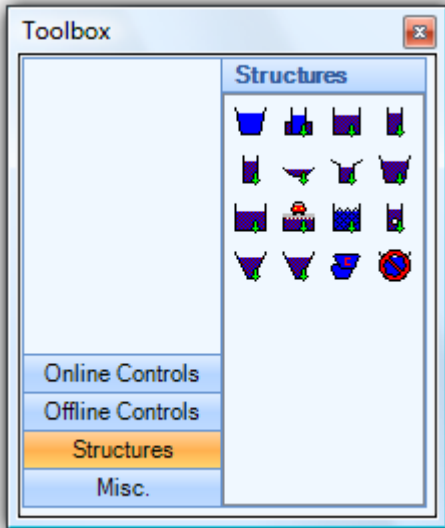 Toolbox
Structures
Online Controls
Offline Controls
Structures
Misc.